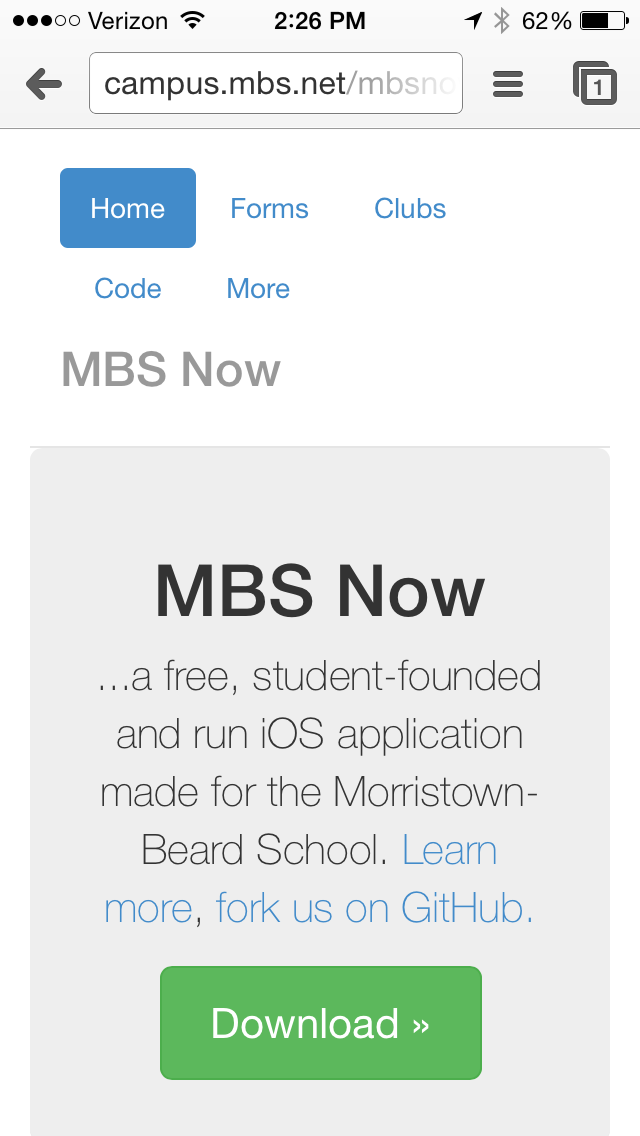 Verizon 2:26 PM 62%
campus.mbs.net/mbsno
1
Home Forms Clubs
Code More
MBS Now
MBS Now
...a free, student-founded
and run iOS application
made for the Morristown-
Beard School. Learn
more, fork us on GitHub.
Download »